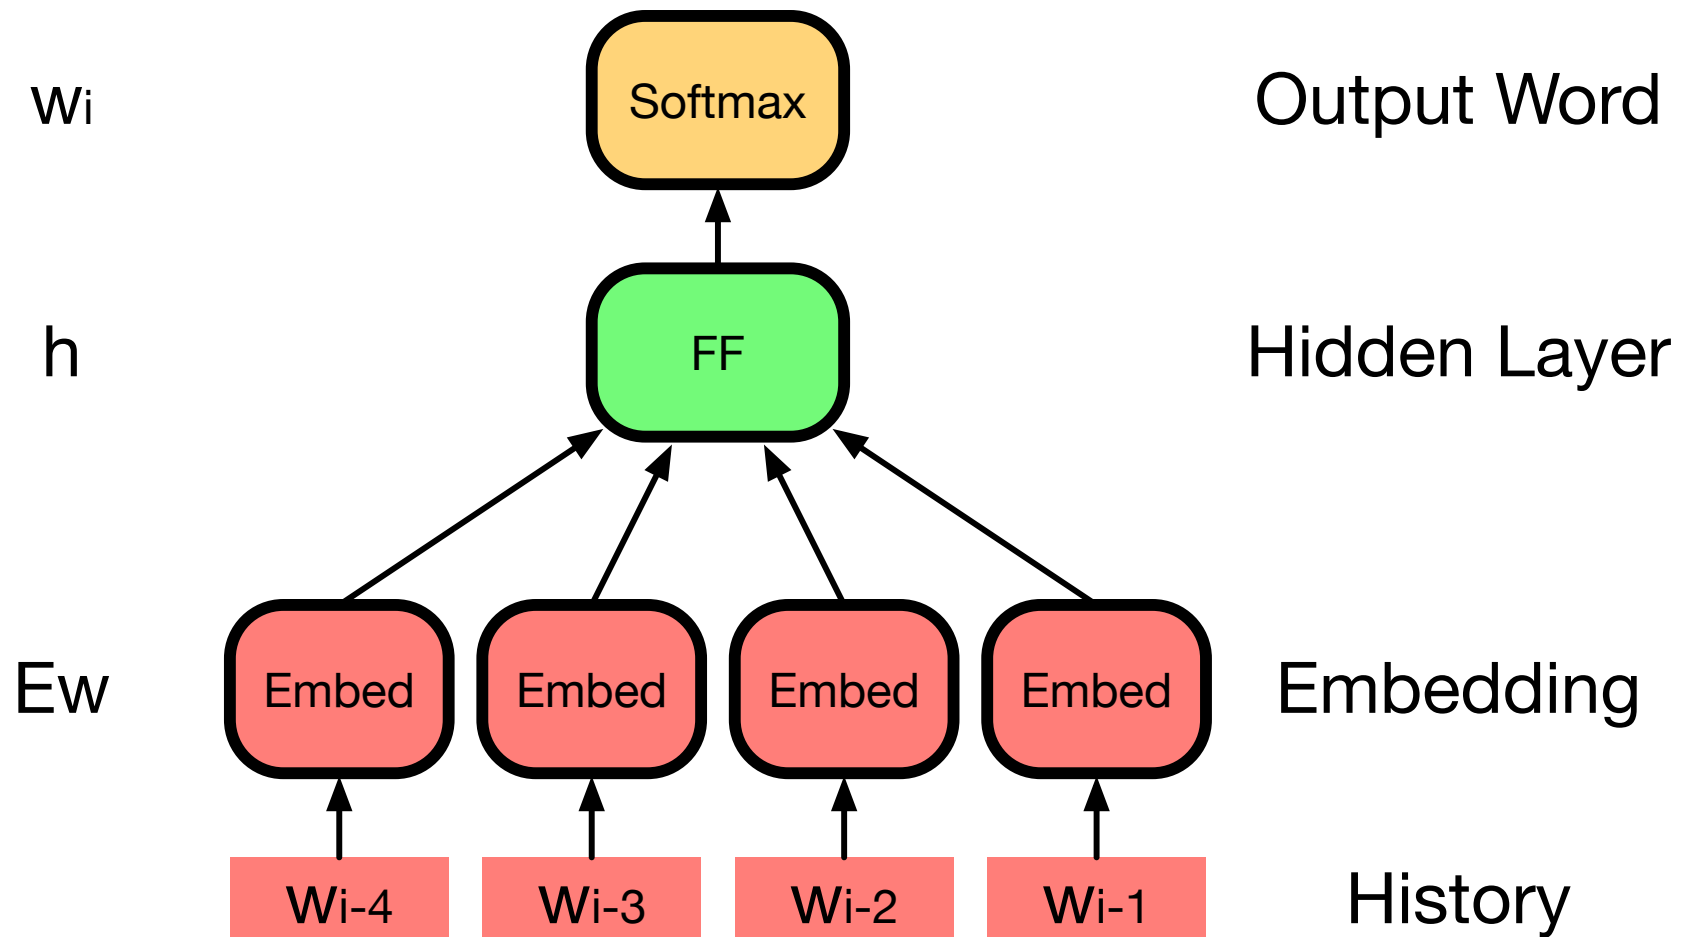 wi Softmax Output Word
h FF Hidden Layer
Ew Embed Embed Embed Embed Embedding
wi-4 wi-3 wi-2 wi-1 History